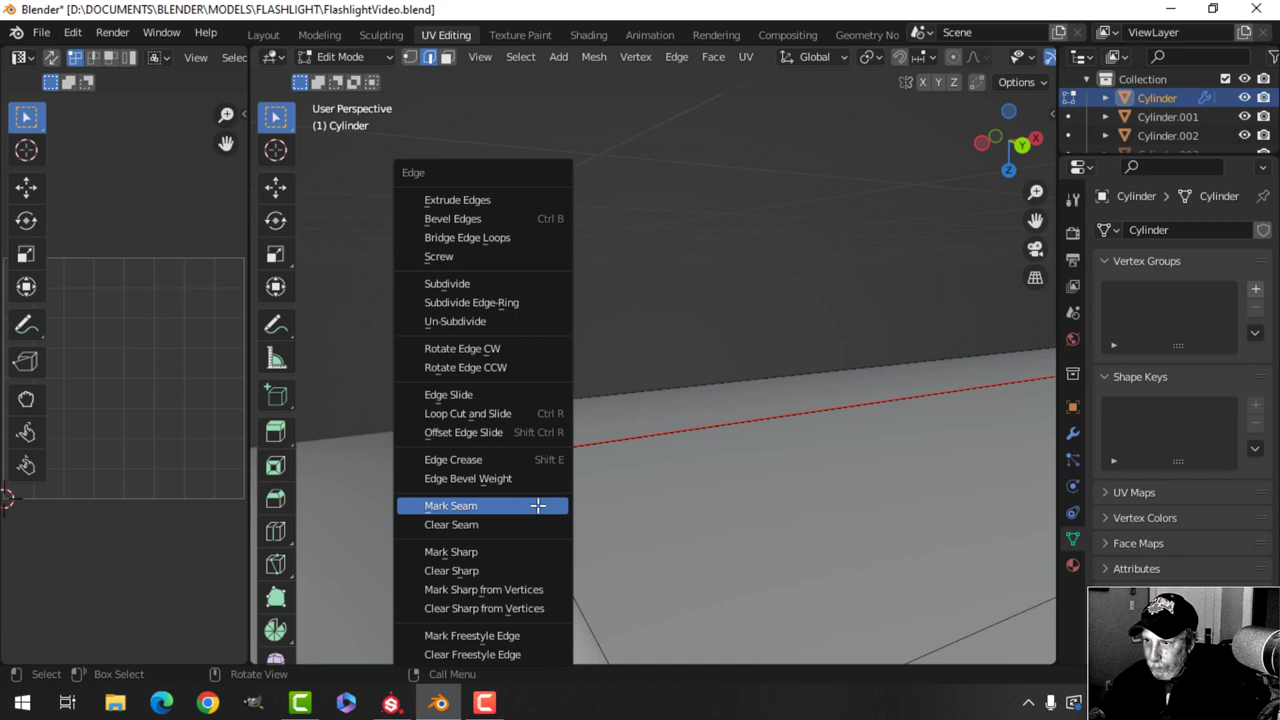 Blender* [D:\DOCUMENTS\BLENDER\MODELS\FLASHLIGHT\FlashlightVideo.blend]
File Edit Render Window Help Layout Modeling Sculpting UV Editing Texture Paint Shading Animation Rendering Compositing Geometry No Scene ViewLayer
View Selec Edit Mode View Select Add Mesh Vertex Edge Face UV Global
X Y Z Options
Collection
Cylinder
Cylinder.001
Cylinder.002
User Perspective
(1) Cylinder
X
Y
Z
Edge
Extrude Edges
Bevel Edges Ctrl B
Bridge Edge Loops
Screw
Subdivide
Subdivide Edge-Ring
Un-Subdivide
Rotate Edge CW
Rotate Edge CCW
Edge Slide
Loop Cut and Slide Ctrl R
Offset Edge Slide Shift Ctrl R
Edge Crease Shift E
Edge Bevel Weight
Mark Seam
Clear Seam
Mark Sharp
Clear Sharp
Mark Sharp from Vertices
Clear Sharp from Vertices
Mark Freestyle Edge
Clear Freestyle Edge
Cylinder Cylinder
Cylinder
Vertex Groups
Shape Keys
UV Maps
Vertex Colors
Face Maps
Attributes
Select Box Select Rotate View Call Menu